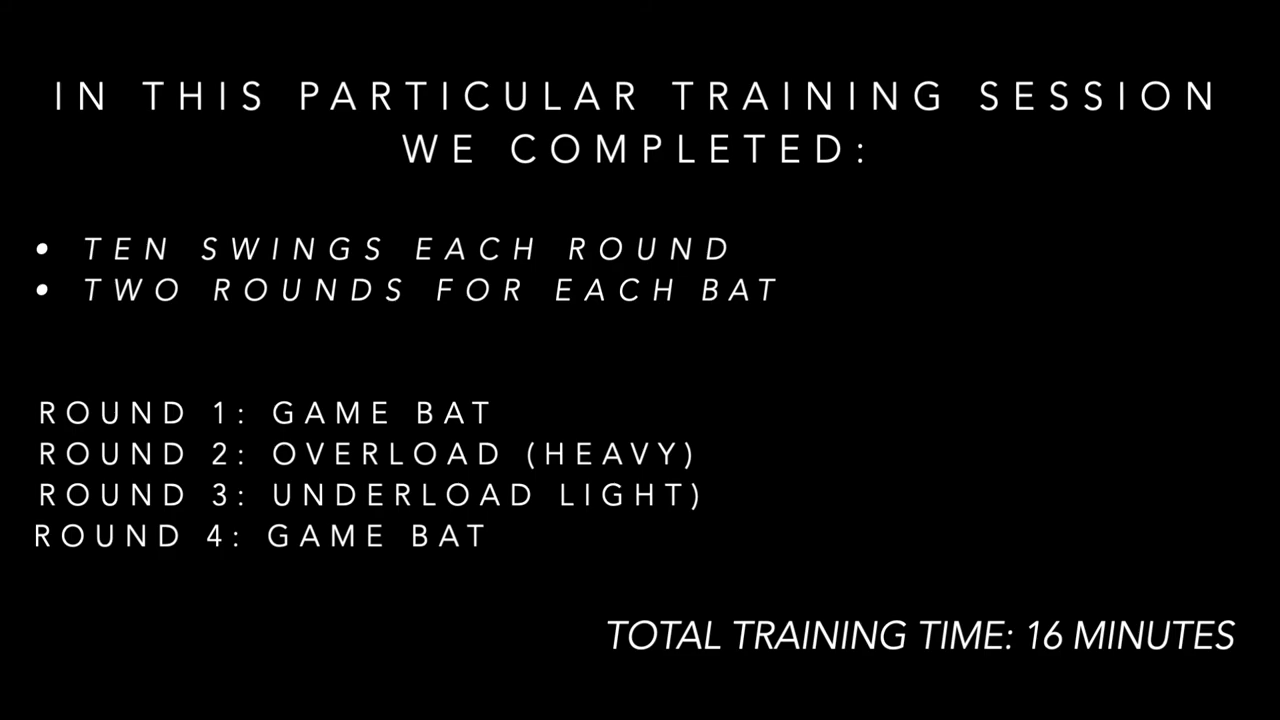 IN THIS PARTICULAR TRAINING SESSION
WE COMPLETED:
• TEN SWINGS EACH ROUND
• TWO ROUNDS FOR EACH BAT
ROUND 1: GAME BAT
ROUND 2: OVERLOAD (HEAVY)
ROUND 3: UNDERLOAD LIGHT)
ROUND 4: GAME BAT
TOTAL TRAINING TIME: 16 MINUTES